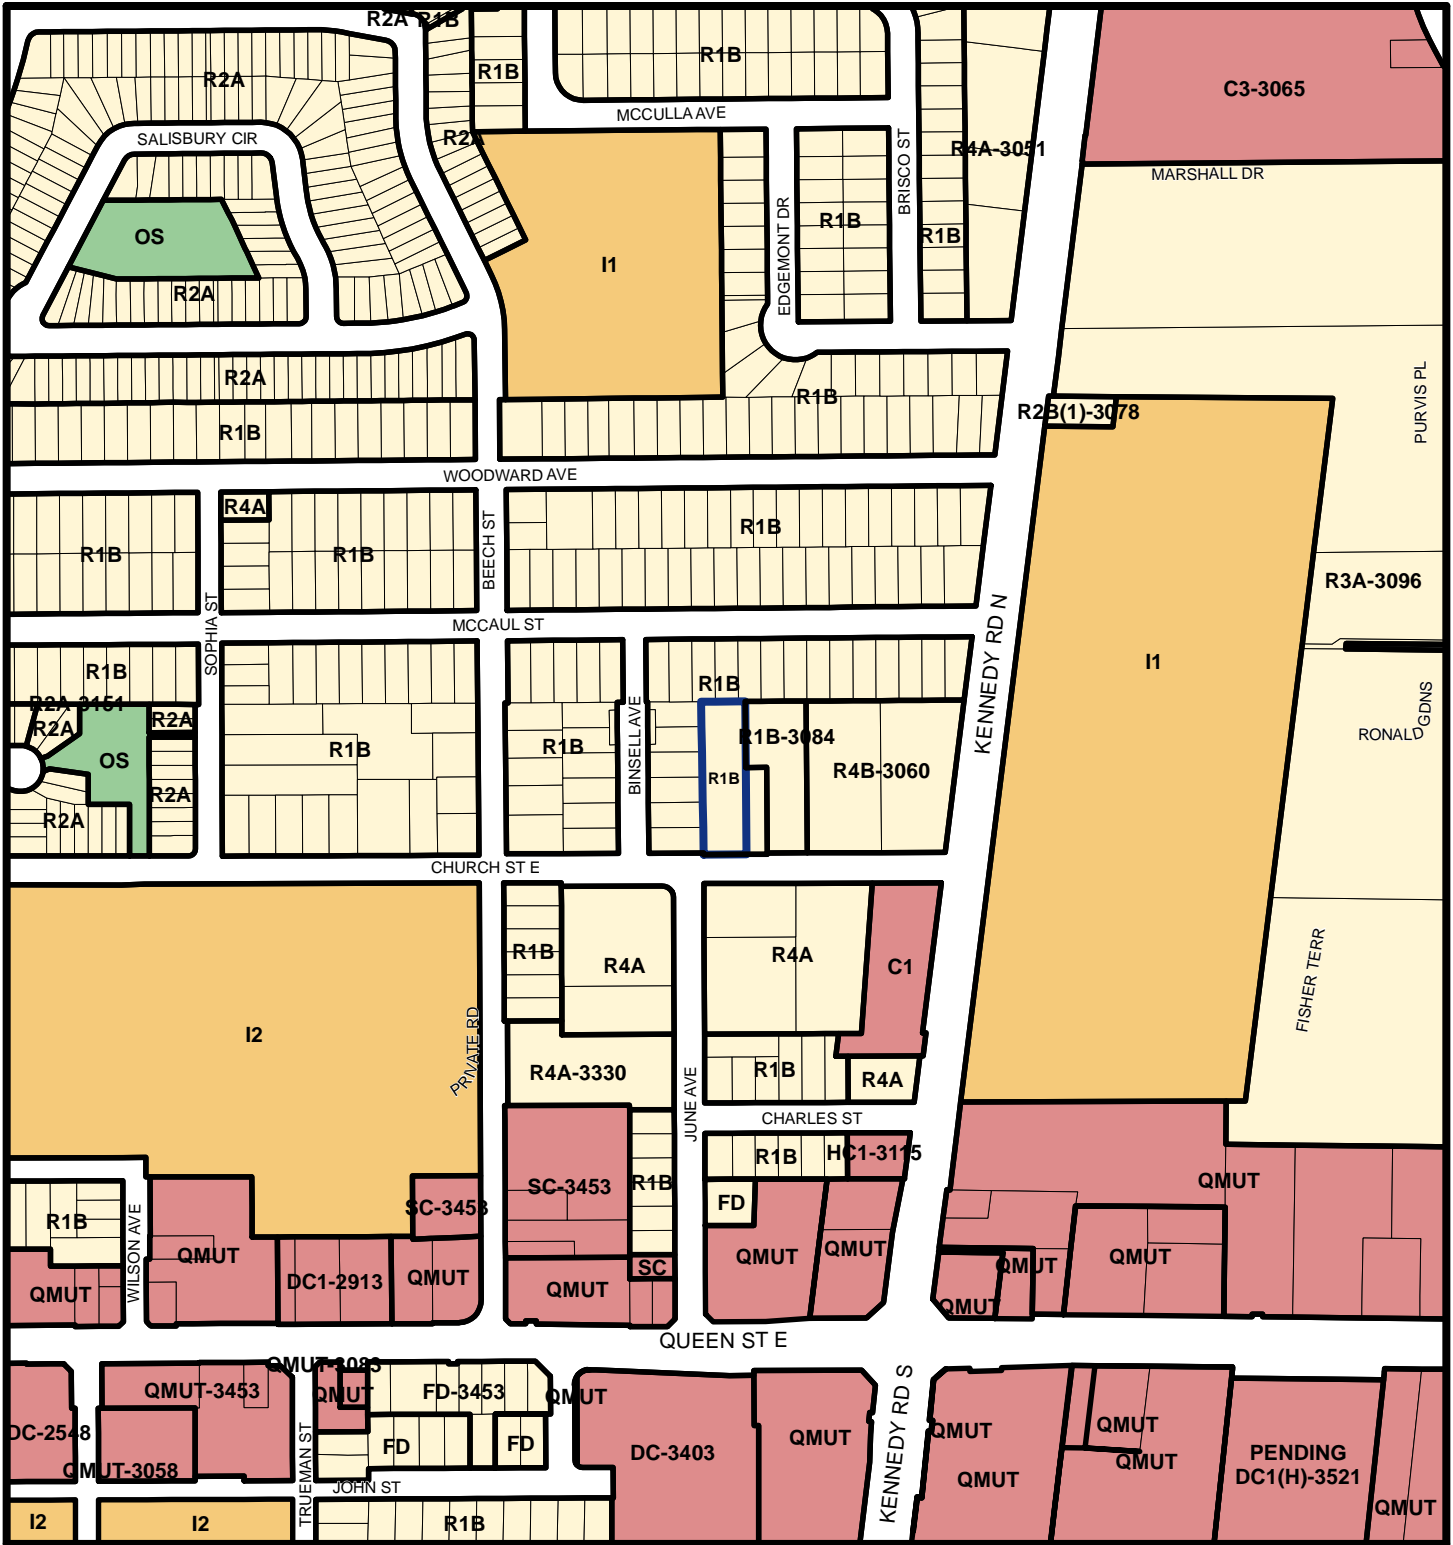 R2A
R1B
R1B
R1B
R2A
C3-3065
MCCULLA AVE
SALISBURY CIR
R2A
R4A-3051
BRISCO ST
MARSHALL DR
OS
I1
EDGEMONT DR
R1B
R1B
R2A
R2A
R1B
R2B(1)-3078
PURVIS PL
R1B
WOODWARD AVE
R4A
R1B
R1B
BEECH ST
R1B
R3A-3096
SOPHIA ST
MCCAUL ST
KENNEDY RD N
I1
R1B
R1B
R2A-3151
R2A
R2A
OS
R2A
R2A
R1B
R1B
BINSELL AVE
R1B
R1B-3084
R4B-3060
RONALD GDNS
CHURCH ST E
R1B
R4A
R4A
C1
FISHER TERR
I2
PRIVATE RD
R4A-3330
JUNE AVE
R1B
R4A
CHARLES ST
R1B
HC1-3115
SC-3453
R1B
FD
QMUT
R1B
WILSON AVE
SC-3453
QMUT
DC1-2913
QMUT
QMUT
QMUT
SC
QMUT
QMUT
QMUT
QMUT
QMUT
QMUT
QUEEN ST E
QMUT-3083
QMUT-3453
QMUT
FD-3453
QMUT
KENNEDY RD S
DC-2548
QMUT-3058
TRUEMAN ST
FD
FD
DC-3403
QMUT
QMUT
QMUT
QMUT
QMUT
PENDING
DC1(H)-3521
QMUT
JOHN ST
I2
I2
R1B